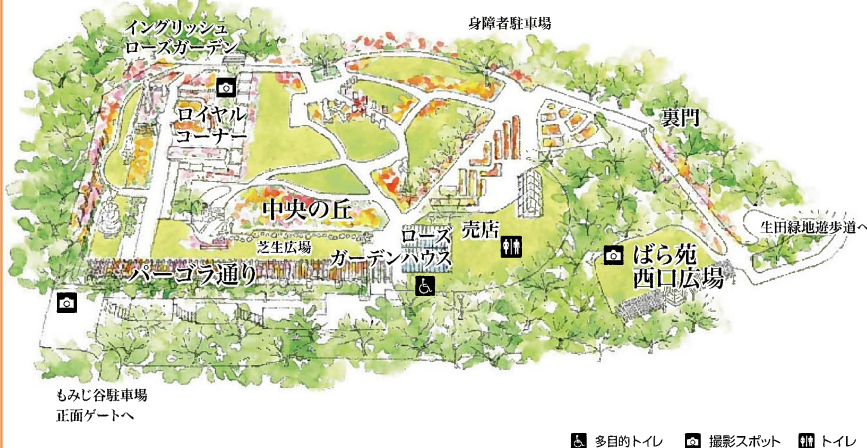 身障者駐車場
イングリッシュ
ローズガーデン
ロイヤル
コーナー
裏門
中央の丘
生田緑地遊歩道へ
芝生広場
ローズ
ガーデンハウス
売店
ばら苑
西口広場
パーゴラ通り
もみじ谷駐車場
正面ゲートへ
多目的トイレ
撮影スポット
トイレ